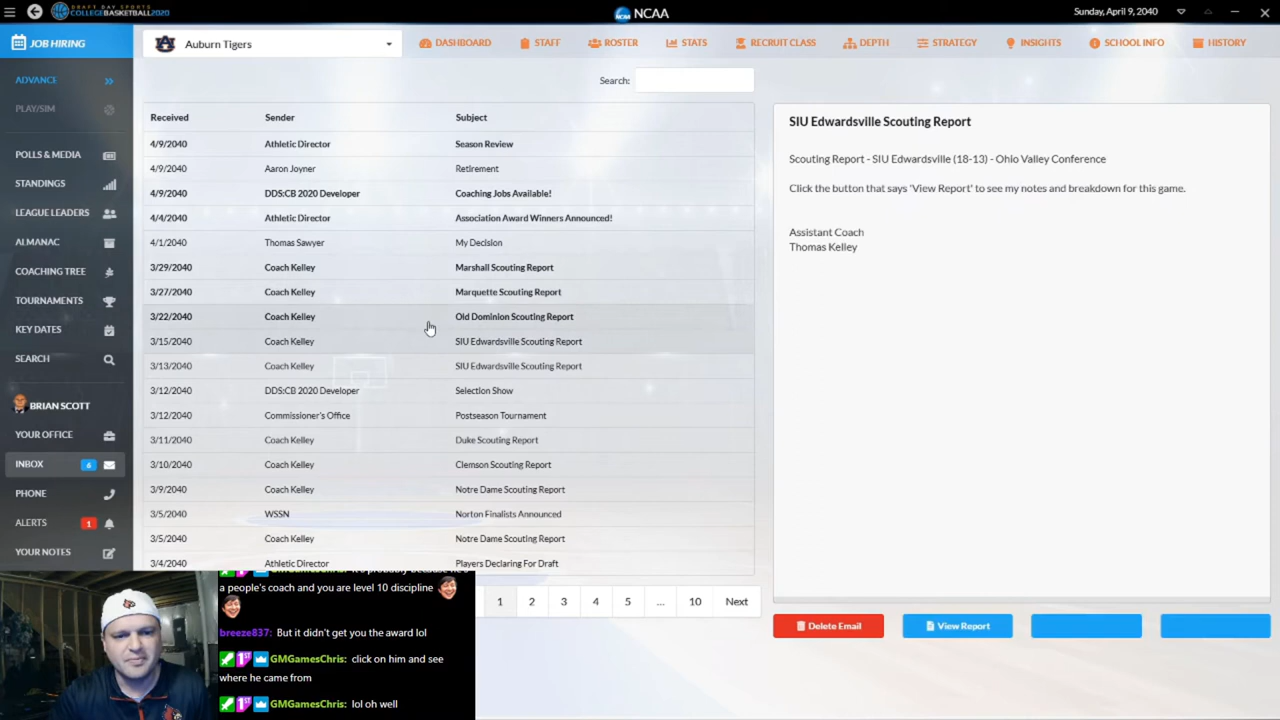 DRAFT DAY SPORTS
COLLEGE BASKETBALL 2020
NCAA
Sunday, April 9, 2040
JOB HIRING
Auburn Tigers
DASHBOARD
STAFF
ROSTER
STATS
RECRUIT CLASS
DEPTH
STRATEGY
INSIGHTS
SCHOOL INFO
HISTORY
ADVANCE
PLAY/SIM
POLLS & MEDIA
STANDINGS
LEAGUE LEADERS
ALMANAC
COACHING TREE
TOURNAMENTS
KEY DATES
SEARCH
BRIAN SCOTT
YOUR OFFICE
INBOX 6
PHONE
ALERTS 1
YOUR NOTES
Search:
Received Sender Subject
4/9/2040 Athletic Director Season Review
4/9/2040 Aaron Joyner Retirement
4/9/2040 DDS:CB 2020 Developer Coaching Jobs Available!
4/4/2040 Athletic Director Association Award Winners Announced!
4/1/2040 Thomas Sawyer My Decision
3/29/2040 Coach Kelley Marshall Scouting Report
3/27/2040 Coach Kelley Marquette Scouting Report
3/22/2040 Coach Kelley Old Dominion Scouting Report
3/15/2040 Coach Kelley SIU Edwardsville Scouting Report
3/13/2040 Coach Kelley SIU Edwardsville Scouting Report
3/12/2040 DDS:CB 2020 Developer Selection Show
3/12/2040 Commissioner's Office Postseason Tournament
3/11/2040 Coach Kelley Duke Scouting Report
3/10/2040 Coach Kelley Clemson Scouting Report
3/9/2040 Coach Kelley Notre Dame Scouting Report
3/5/2040 WSSN Norton Finalists Announced
3/5/2040 Coach Kelley Notre Dame Scouting Report
3/4/2040 Athletic Director Players Declaring For Draft
1 2 3 4 5 ... 10 Next
SIU Edwardsville Scouting Report
Scouting Report - SIU Edwardsville (18-13) - Ohio Valley Conference
Click the button that says 'View Report' to see my notes and breakdown for this game.
Assistant Coach
Thomas Kelley
Delete Email
View Report
a people's coach and you are level 10 discipline
breeze837: But it didn't get you the award lol
GMGamesChris: click on him and see
where he came from
GMGamesChris: lol oh well